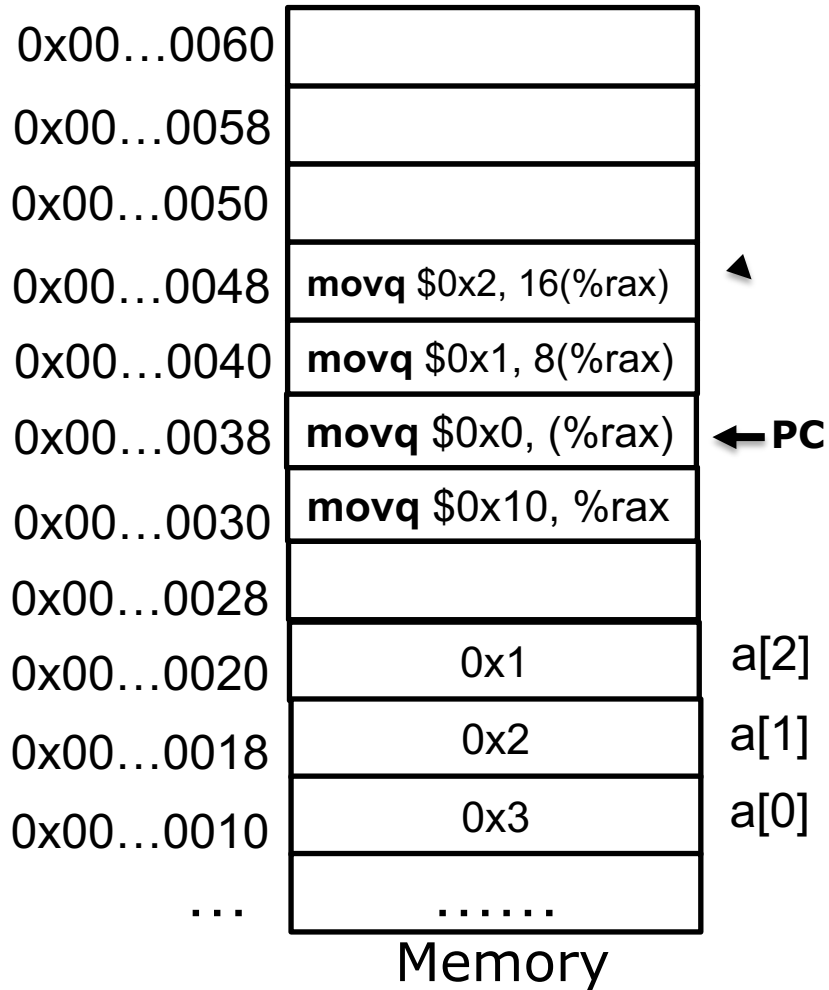 0x00…0060
0x00…0058
0x00…0050
0x00…0048 movq $0x2, 16(%rax)
0x00…0040 movq $0x1, 8(%rax)
0x00…0038 movq $0x0, (%rax) PC
0x00…0030 movq $0x10, %rax
0x00…0028
0x00…0020 0x1 a[2]
0x00…0018 0x2 a[1]
0x00…0010 0x3 a[0]
… ……
Memory